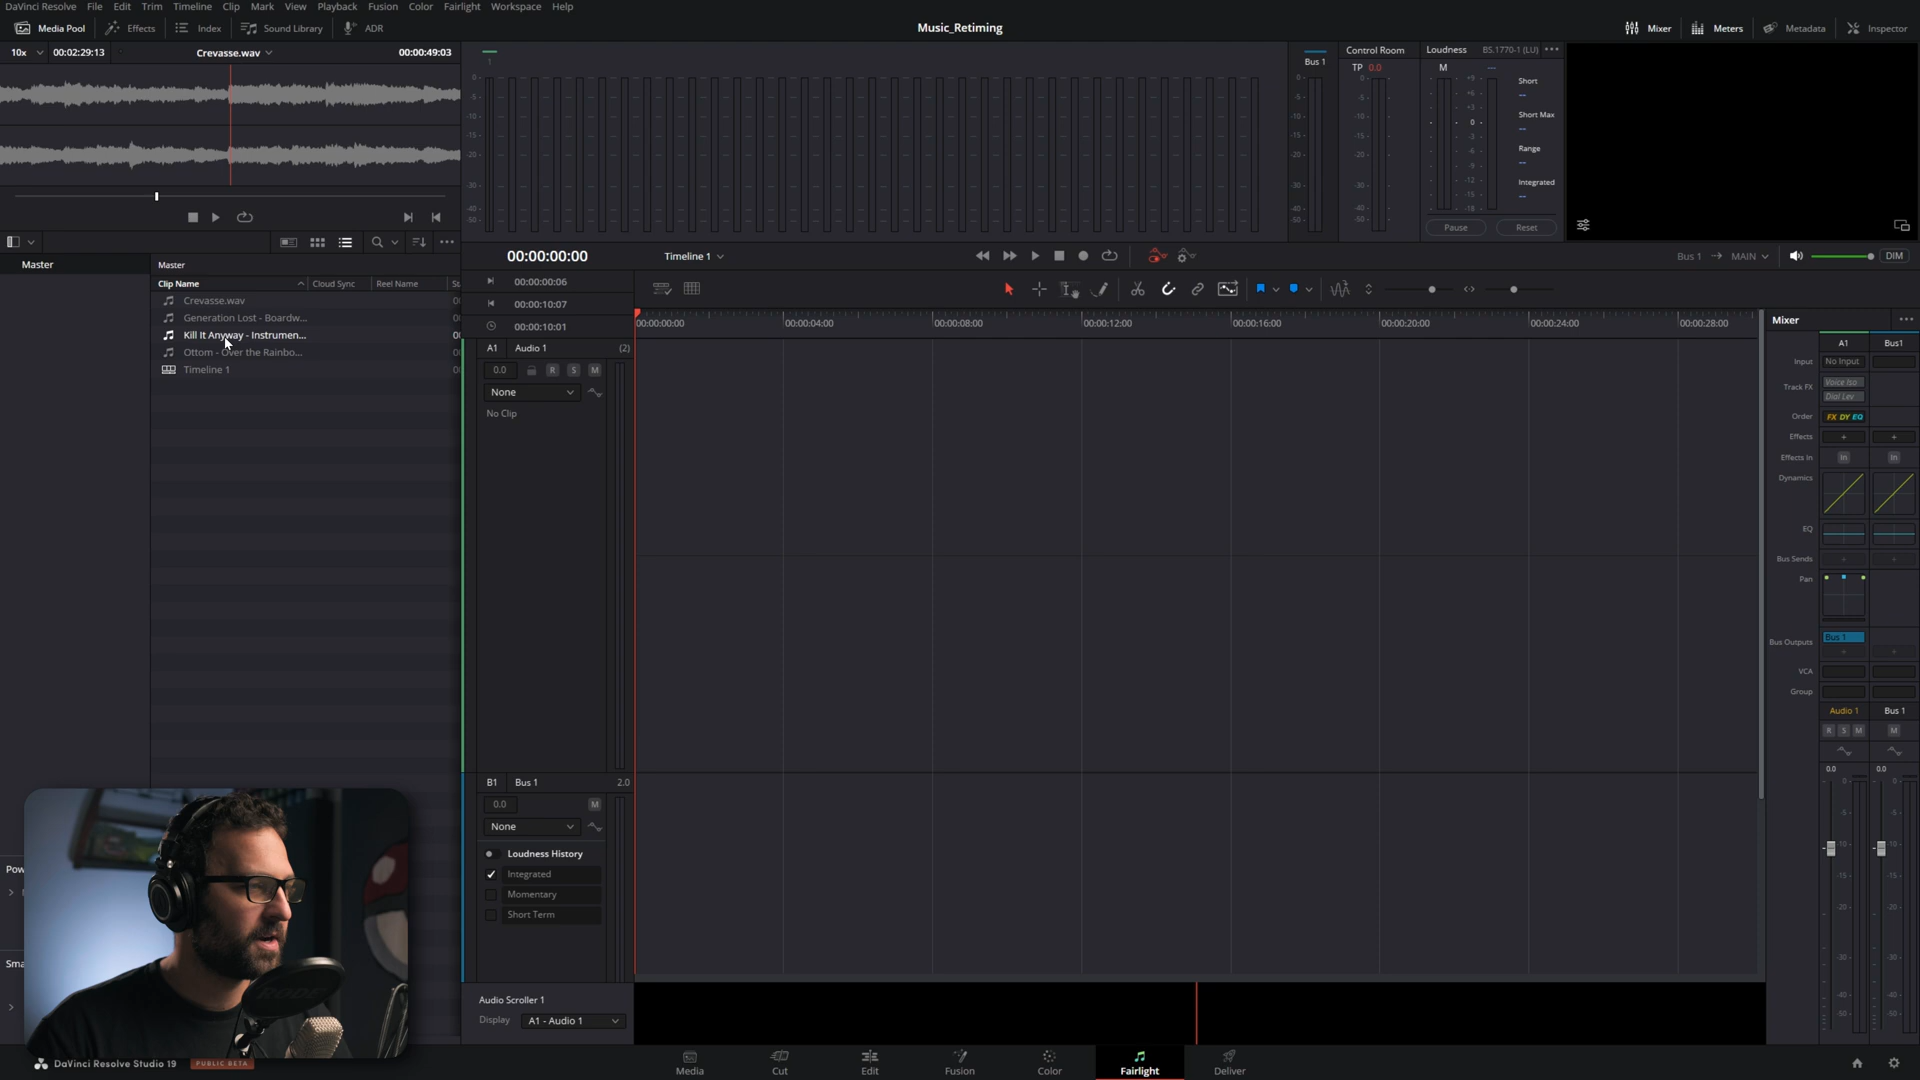 DaVinci Resolve File Edit Trim Timeline Clip Mark View Playback Fusion Color Fairlight Workspace Help
Media Pool Effects Index Sound Library ADR
Music_Retiming
Mixer Meters Metadata Inspector
10x 00:02:29:13 Crevasse.wav 00:00:49:03
1
Bus 1
Control Room
TP 0.0
Loudness BS.1770-1 (LU)
M
Short
Short Max
Range
Integrated
Pause Reset
Master
Master
Clip Name Cloud Sync Reel Name
Crevasse.wav
Generation Lost - Boardw...
Kill It Anyway - Instrumen...
Ottom - Over the Rainbo...
Timeline 1
00:00:00:00
Timeline 1
Bus 1 MAIN DIM
00:00:00:06
00:00:10:07
00:00:10:01
00:00:00:00 00:00:04:00 00:00:08:00 00:00:12:00 00:00:16:00 00:00:20:00 00:00:24:00 00:00:28:00
A1 Audio 1 (2)
0.0 R S M
None
No Clip
B1 Bus 1 2.0
0.0 M
None
Loudness History
Integrated
Momentary
Short Term
Audio Scroller 1
Display A1 - Audio 1
Mixer
A1 Bus1
Input No Input
Track FX Voice Iso
Dial Lev
Order FX DY EQ
Effects
Effects In In In
Dynamics
EQ
Bus Sends
Pan
Bus Outputs Bus 1
VCA
Group
Audio 1 Bus 1
R S M M
0.0 0.0
Pow
Sma
RODE
DaVinci Resolve Studio 19 PUBLIC BETA
Media Cut Edit Fusion Color Fairlight Deliver